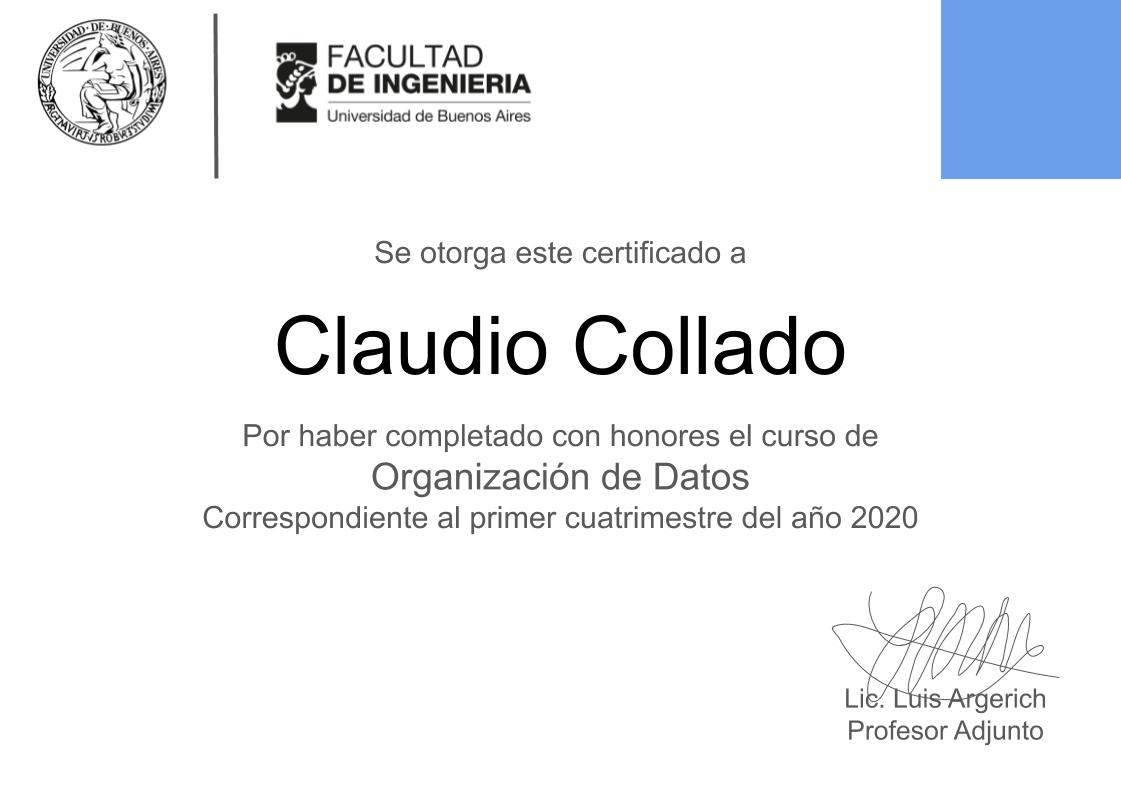 UNIVERSIDAD·DE·BUENOS·AIRES
ARGENTVM·VIRTVS·ROBVR·ET·STVDIVM
FACULTAD
DE INGENIERIA
Universidad de Buenos Aires
Se otorga este certificado a
Claudio Collado
Por haber completado con honores el curso de
Organización de Datos
Correspondiente al primer cuatrimestre del año 2020
Lic. Luis Argerich
Profesor Adjunto